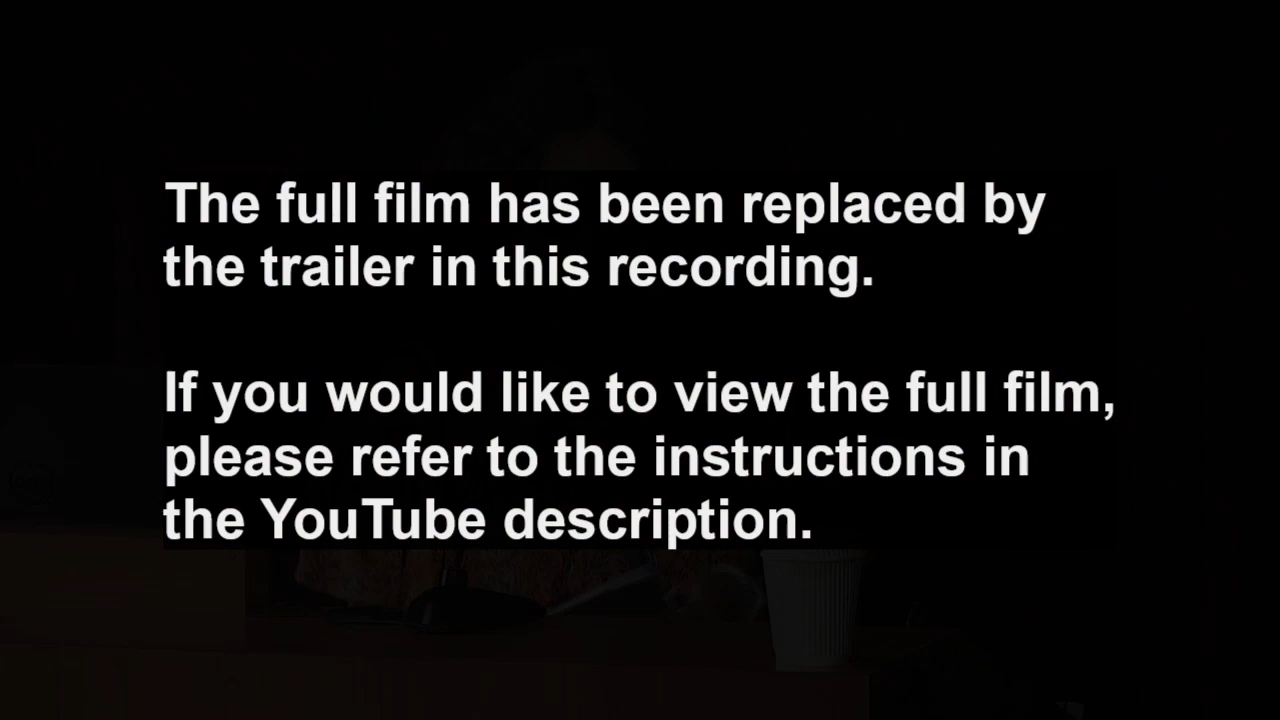 The full film has been replaced by
the trailer in this recording.
If you would like to view the full film,
please refer to the instructions in
the YouTube description.